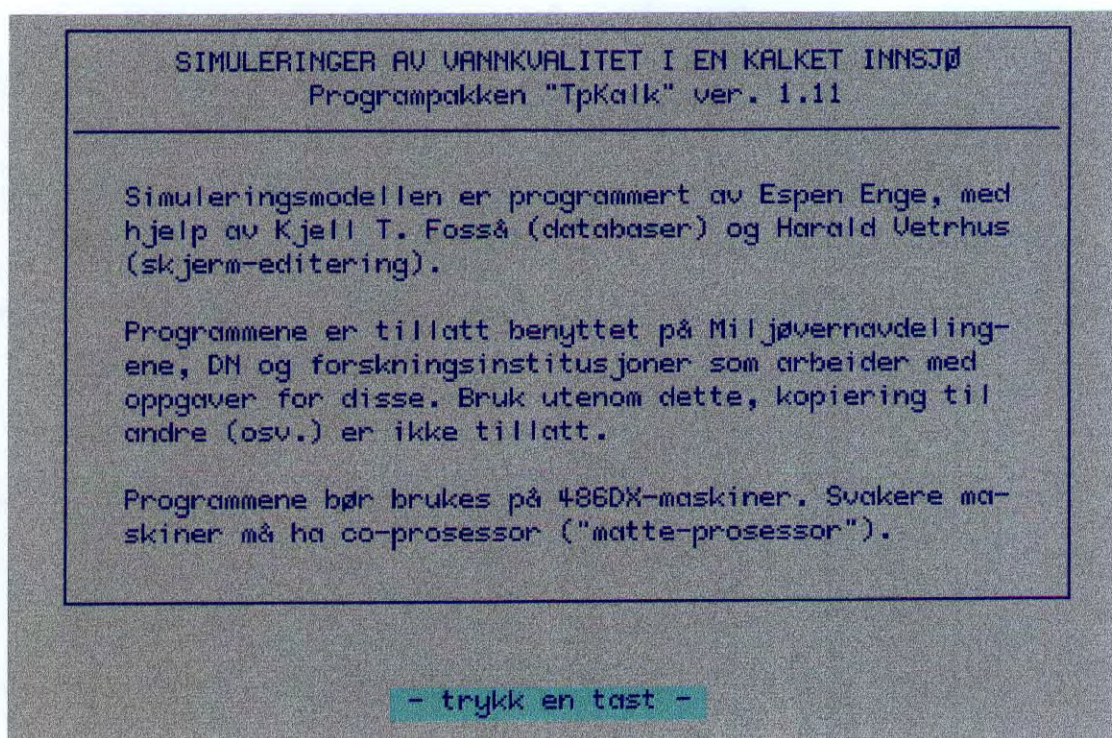 SIMULERINGER AV VANNKVALITET I EN KALKET INNSJØ
Programpakken "TpKalk" ver. 1.11
Simuleringsmodellen er programmert av Espen Enge, med
hjelp av Kjell T. Fosså (databaser) og Harald Vetrhus
(skjerm-editering).
Programmene er tillatt benyttet på Miljøvernavdeling-
ene, DN og forskningsinstitusjoner som arbeider med
oppgaver for disse. Bruk utenom dette, kopiering til
andre (osv.) er ikke tillatt.
Programmene bør brukes på 486DX-maskiner. Svakere ma-
skiner må ha co-prosessor ("matte-prosessor").
- trykk en tast -